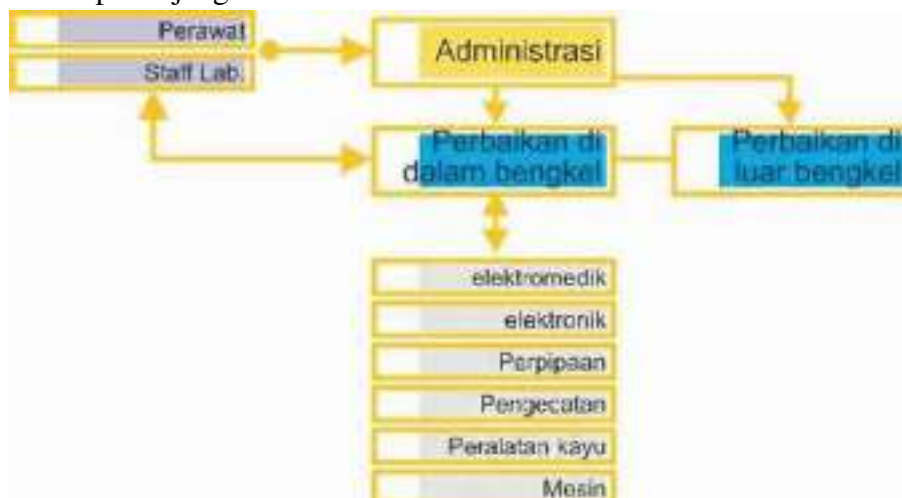 Perawat
Staff Lab.
Administrasi
Perbaikan di
dalam bengkel
Perbaikan di
luar bengkel
elektromedik
elektronik
Perpipaan
Pengecatan
Peralatan kayu
Mesin